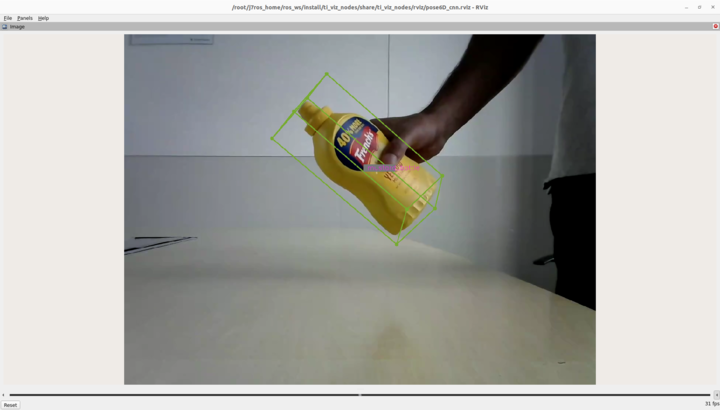 /root/j7ros_home/ros_ws/install/ti_viz_nodes/share/ti_viz_nodes/rviz/pose6D_cnn.rviz - RViz
File Panels Help
Image
40% MORE
French's
Reset
31 fps